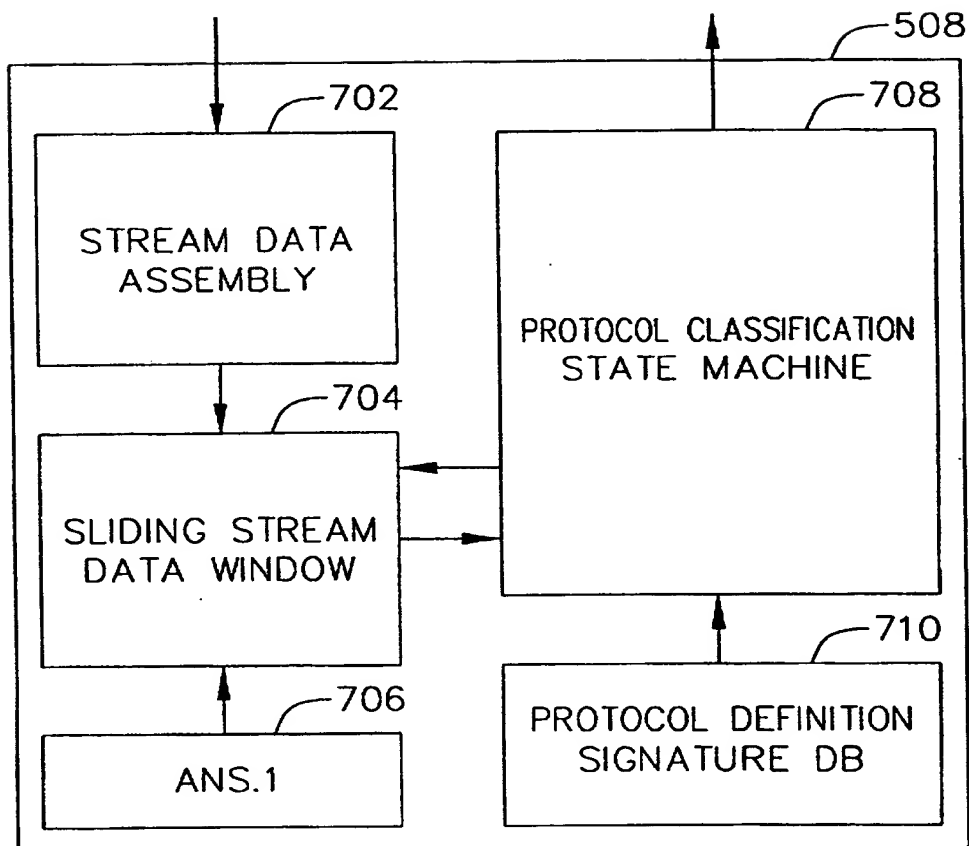 508
702
STREAM DATA
ASSEMBLY
708
PROTOCOL CLASSIFICATION
STATE MACHINE
704
SLIDING STREAM
DATA WINDOW
706
ANS.1
710
PROTOCOL DEFINITION
SIGNATURE DB